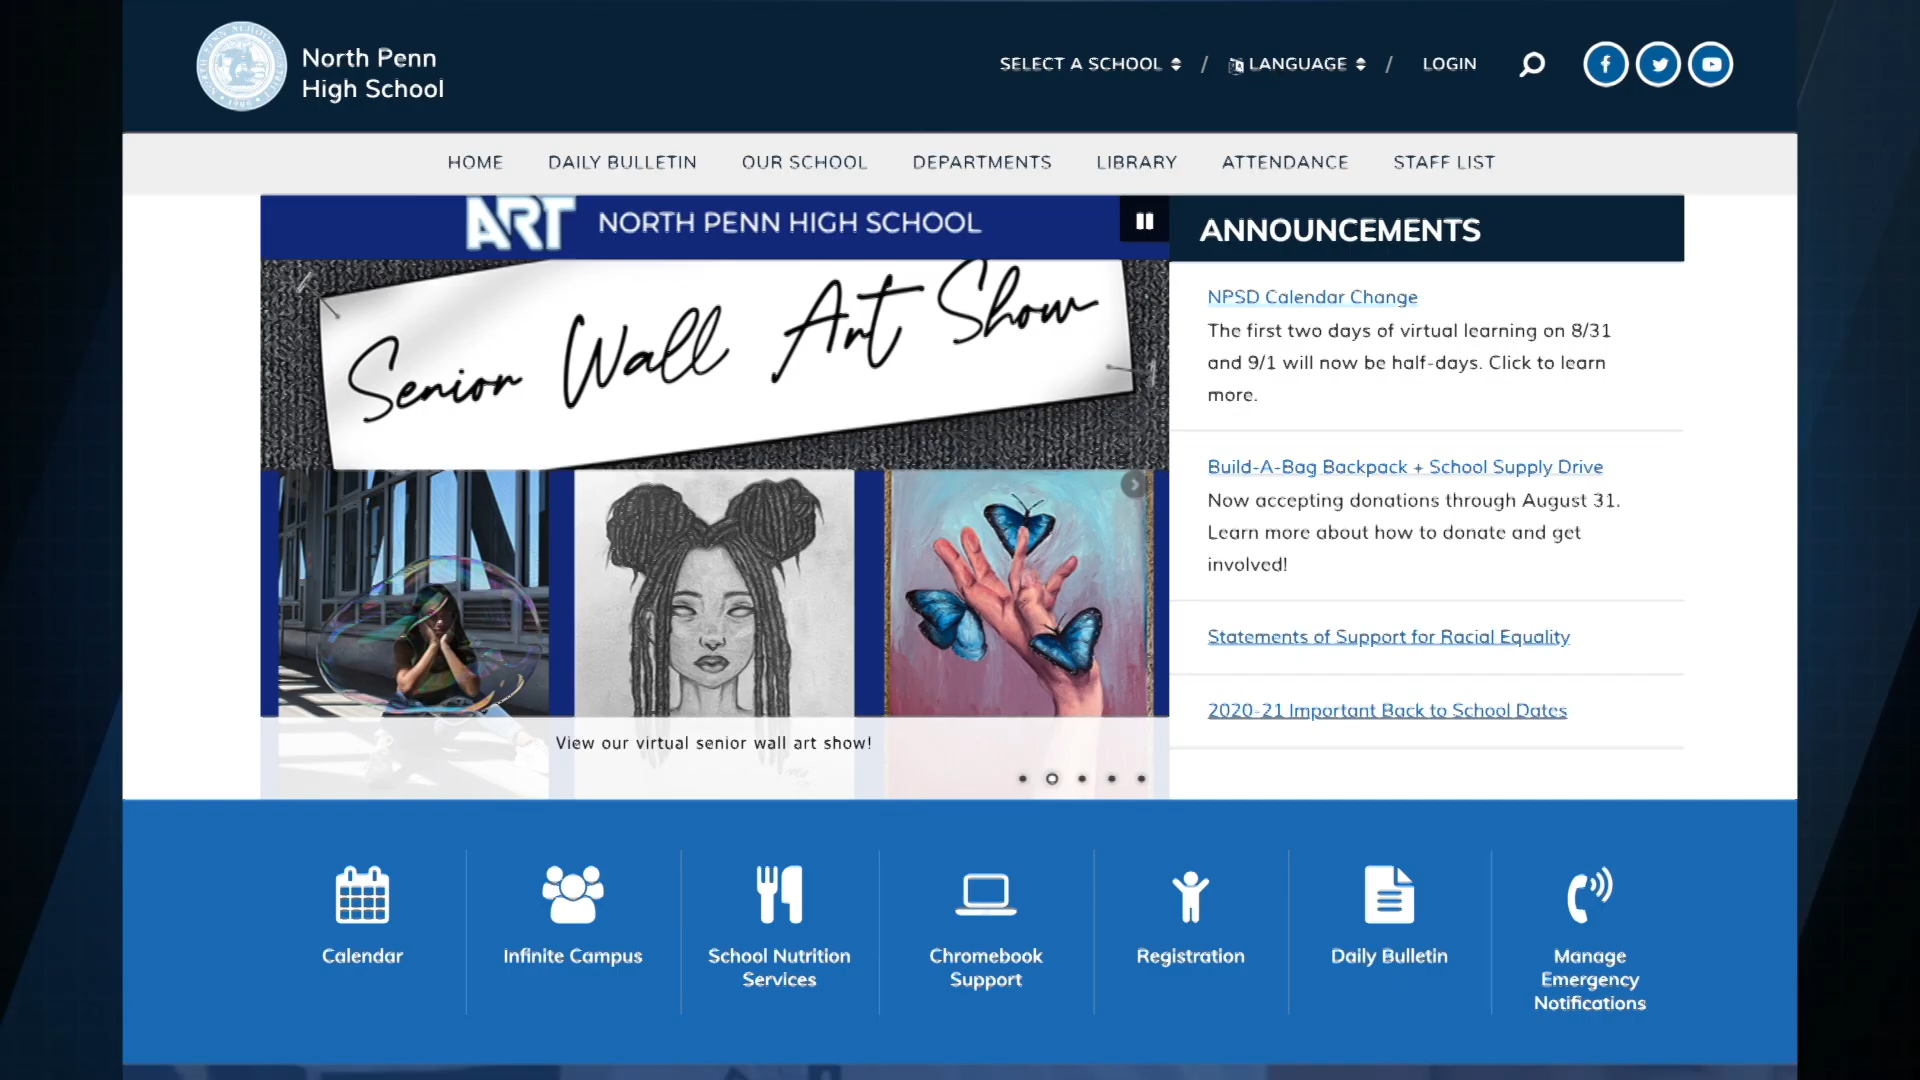 North Penn
High School
SELECT A SCHOOL / LANGUAGE / LOGIN
HOME DAILY BULLETIN OUR SCHOOL DEPARTMENTS LIBRARY ATTENDANCE STAFF LIST
ART NORTH PENN HIGH SCHOOL
Senior Wall Art Show
View our virtual senior wall art show!
ANNOUNCEMENTS
NPSD Calendar Change
The first two days of virtual learning on 8/31
and 9/1 will now be half-days. Click to learn
more.
Build-A-Bag Backpack + School Supply Drive
Now accepting donations through August 31.
Learn more about how to donate and get
involved!
Statements of Support for Racial Equality
2020-21 Important Back to School Dates
Calendar
Infinite Campus
School Nutrition
Services
Chromebook
Support
Registration
Daily Bulletin
Manage
Emergency
Notifications